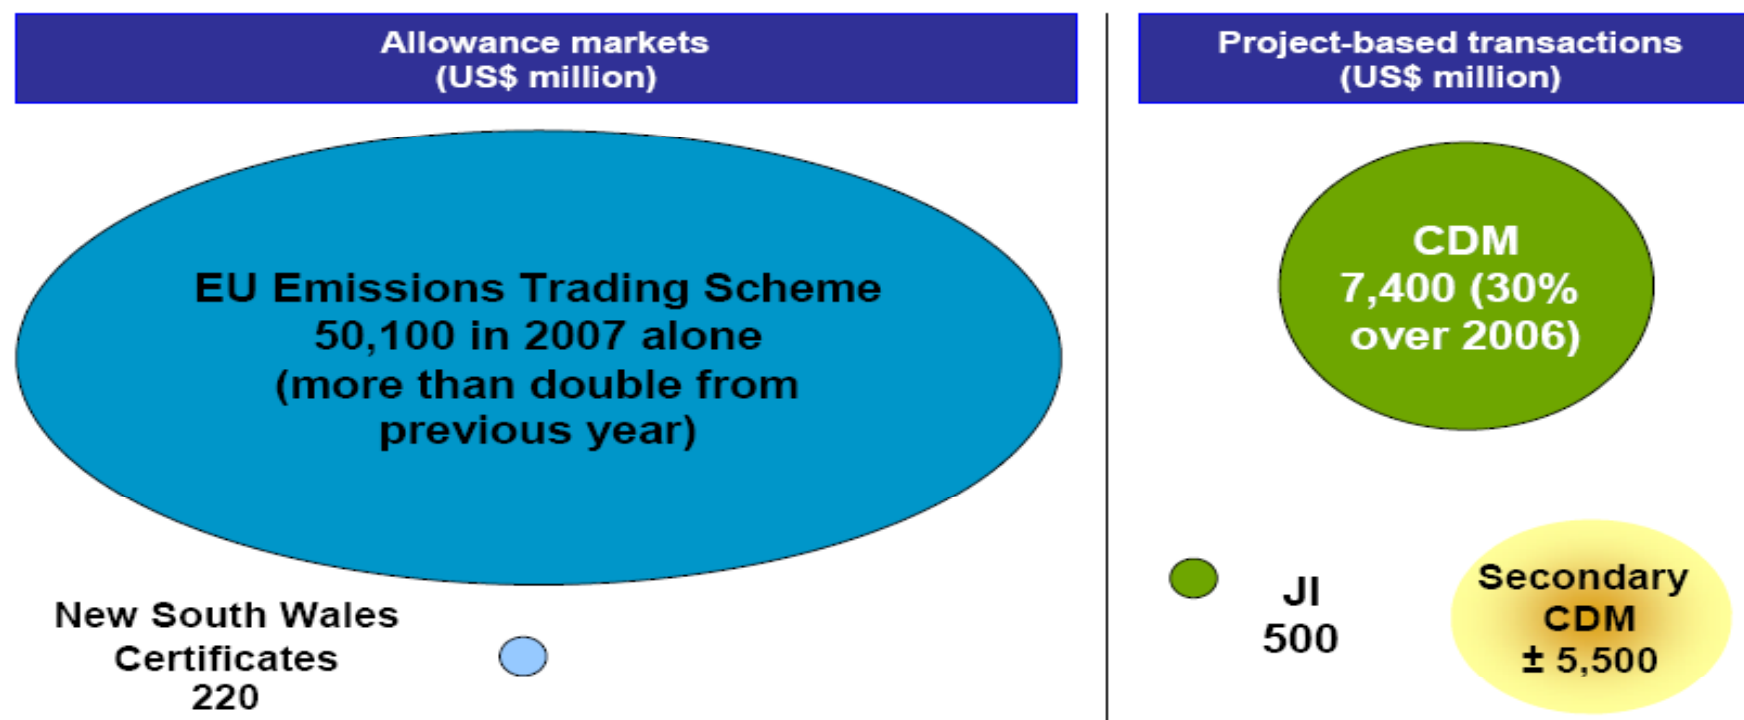 Allowance markets
(US$ million)
EU Emissions Trading Scheme
50,100 in 2007 alone
(more than double from
previous year)
New South Wales
Certificates
220
Project-based transactions
(US$ million)
CDM
7,400 (30%
over 2006)
JI
500
Secondary
CDM
± 5,500